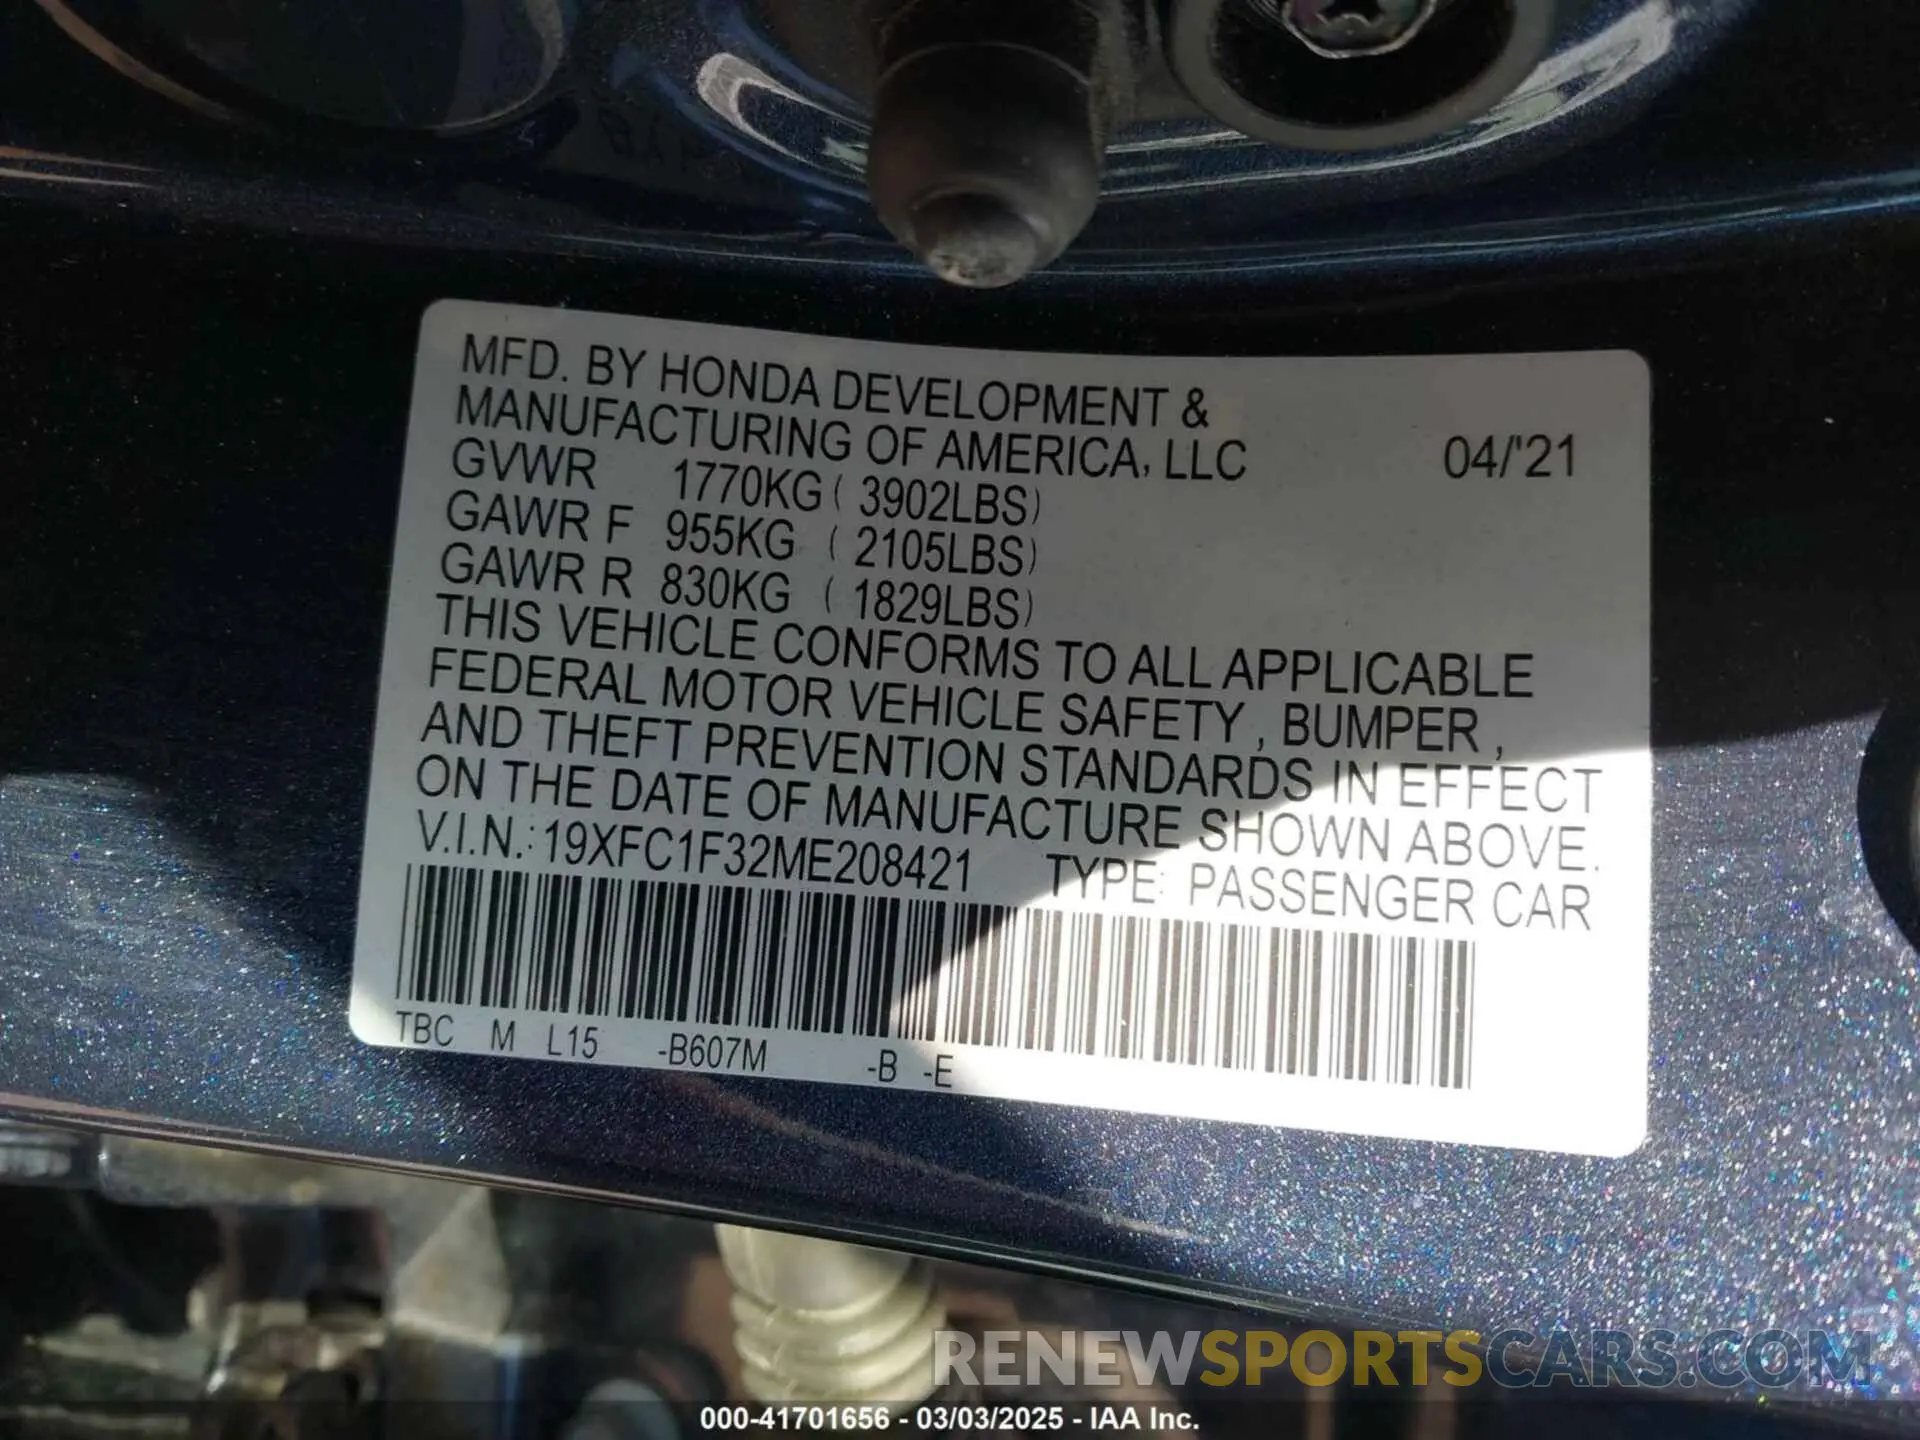 MFD. BY HONDA DEVELOPMENT &
MANUFACTURING OF AMERICA, LLC 04/'21
GVWR 1770KG ( 3902LBS)
GAWR F 955KG ( 2105LBS)
GAWR R 830KG ( 1829LBS)
THIS VEHICLE CONFORMS TO ALL APPLICABLE
FEDERAL MOTOR VEHICLE SAFETY , BUMPER ,
AND THEFT PREVENTION STANDARDS IN EFFECT
ON THE DATE OF MANUFACTURE SHOWN ABOVE.
V.I.N.: 19XFC1F32ME208421 TYPE: PASSENGER CAR
TBC M L15 -B607M -B -E
RENEWSPORTSCARS.COM
000-41701656 - 03/03/2025 - IAA Inc.